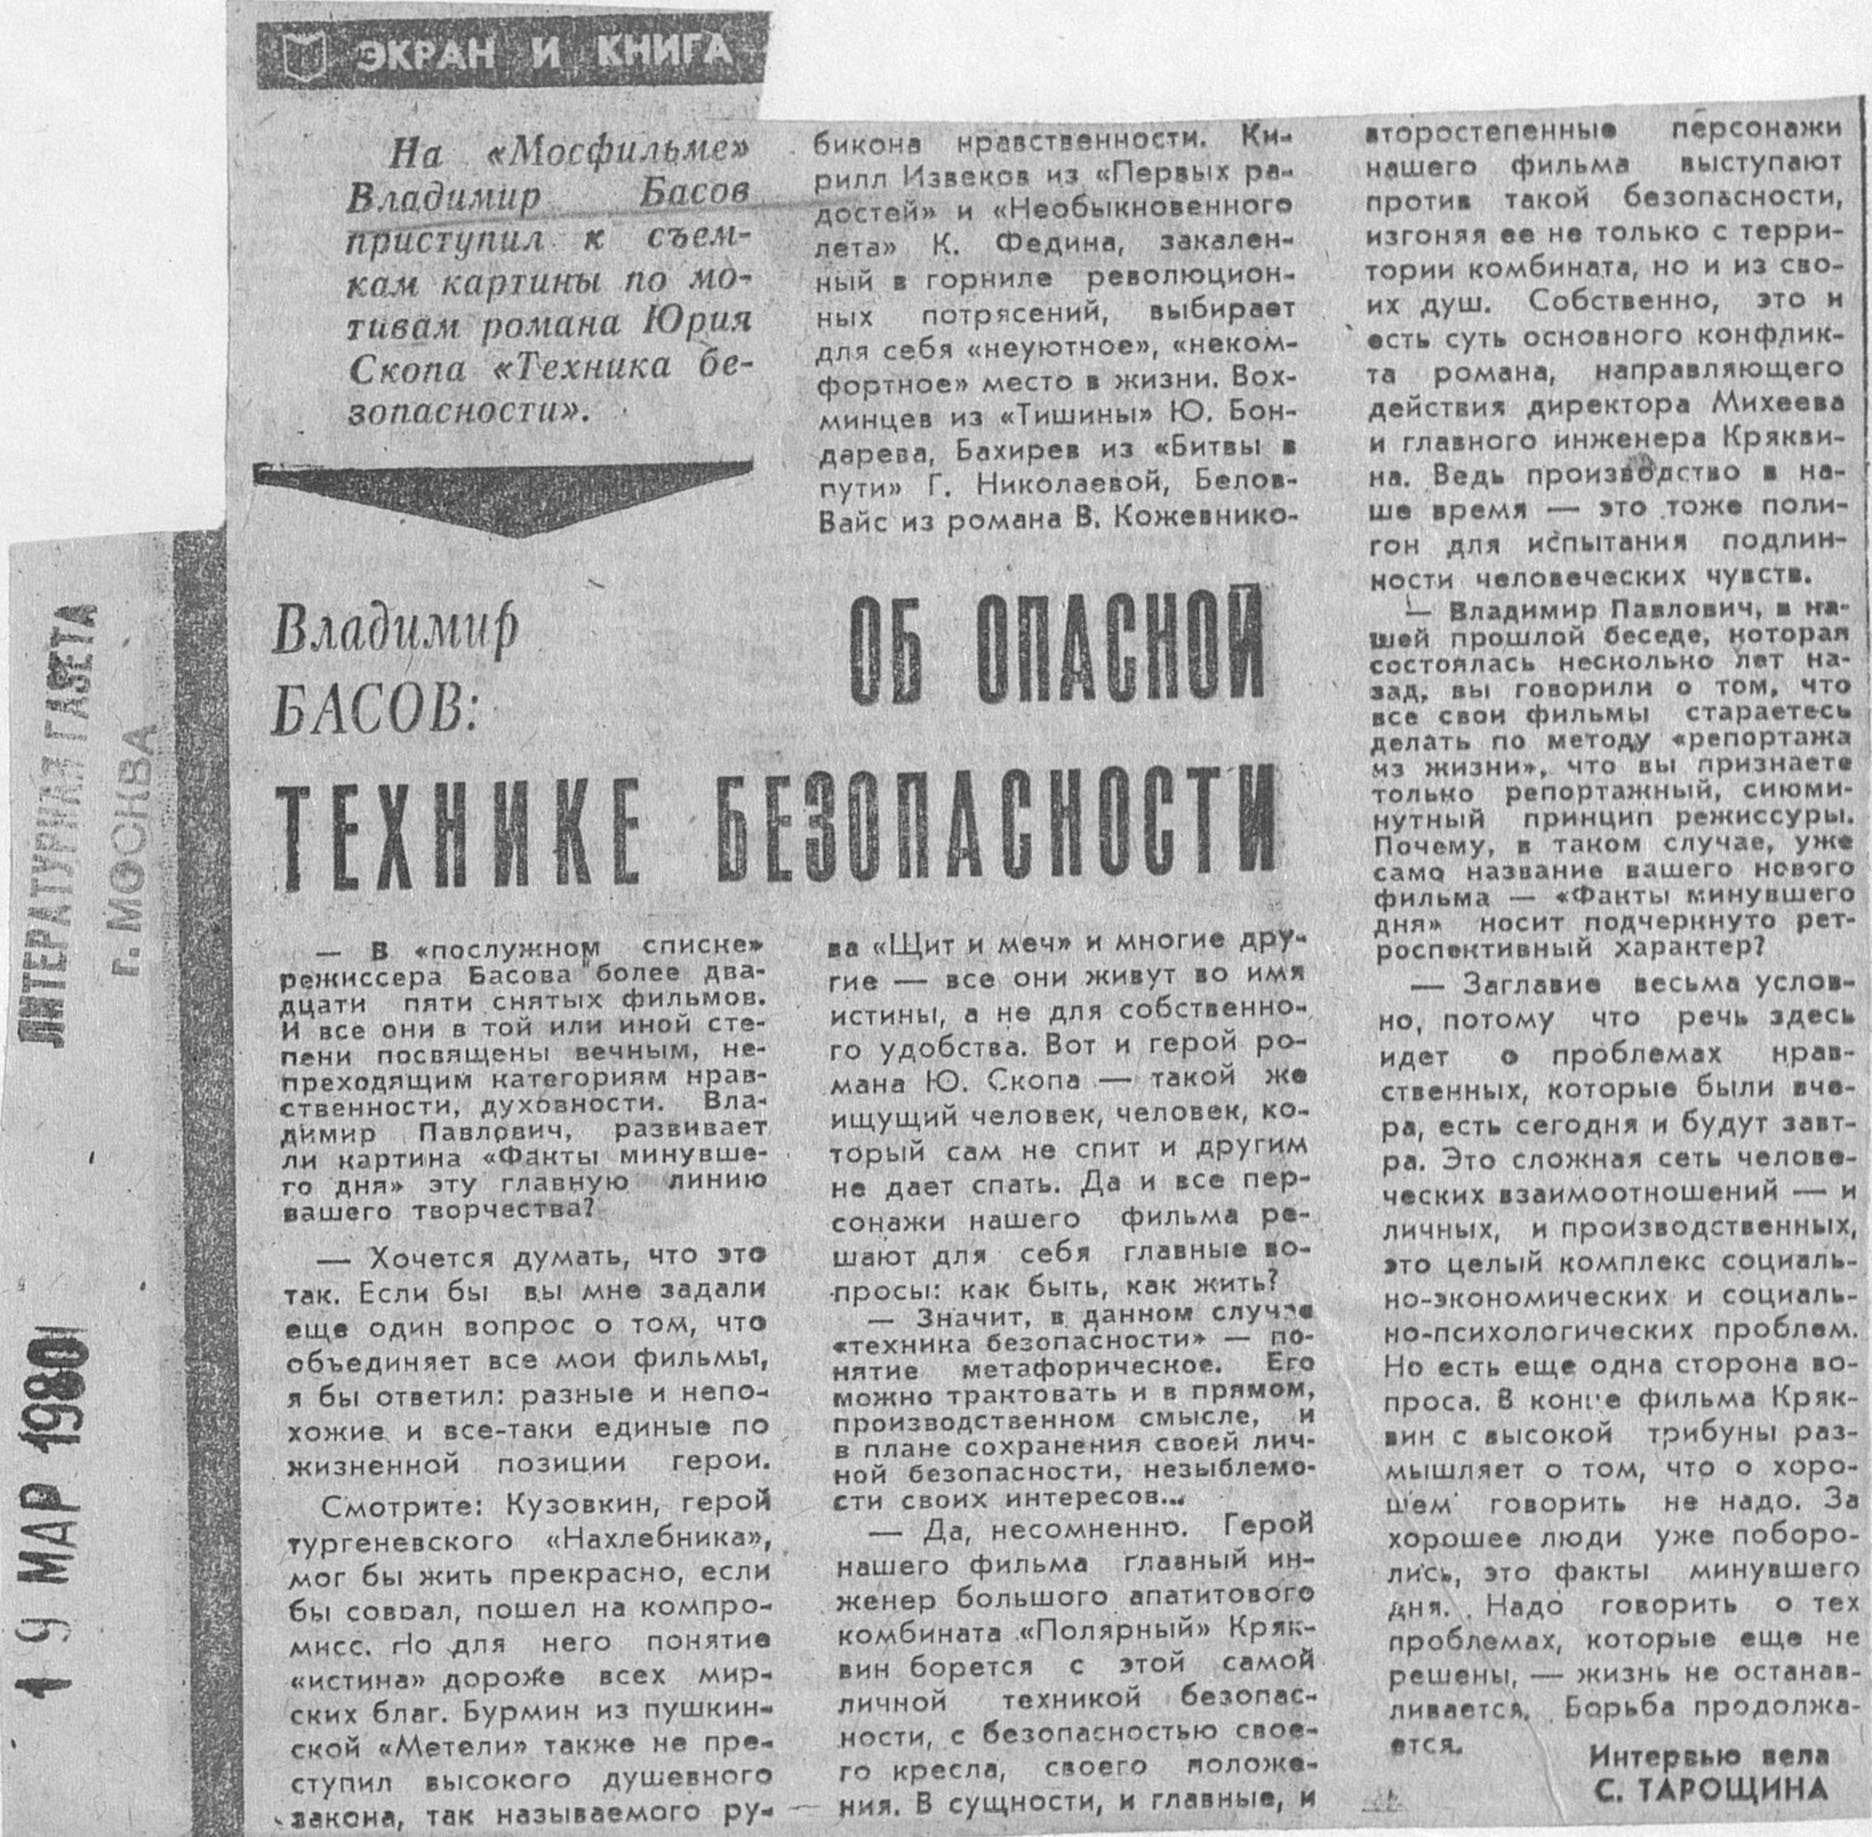 ЭКРАН И КНИГА
На «Мосфильме»
Владимир Басов
приступил к съем-
кам картины по мо-
тивам романа Юрия
Скопа «Техника бе-
зопасности».
Владимир
БАСОВ:
ОБ ОПАСНОЙ
ТЕХНИКЕ БЕЗОПАСНОСТИ
— В «послужном списке»
режиссера Басова более два-
дцати пяти снятых фильмов.
И все они в той или иной сте-
пени посвящены вечным, не-
преходящим категориям нрав-
ственности, духовности. Вла-
димир Павлович, развивает
ли картина «Факты минувше-
го дня» эту главную линию
вашего творчества?
— Хочется думать, что это
так. Если бы вы мне задали
еще один вопрос о том, что
объединяет все мои фильмы,
я бы ответил: разные и непо-
хожие и все-таки единые по
жизненной позиции герои.
Смотрите: Кузовкин, герой
тургеневского «Нахлебника»,
мог бы жить прекрасно, если
бы соврал, пошел на компро-
мисс. Но для него понятие
«истина» дороже всех мир-
ских благ. Бурмин из пушкин-
ской «Метели» также не пре-
ступил высокого душевного
закона, так называемого ру-
бикона нравственности. Ки-
рилл Извеков из «Первых ра-
достей» и «Необыкновенного
лета» К. Федина, закален-
ный в горниле революцион-
ных потрясений, выбирает
для себя «неуютное», «неком-
фортное» место в жизни. Вох-
минцев из «Тишины» Ю. Бон-
дарева, Бахирев из «Битвы в
пути» Г. Николаевой, Белов-
Вайс из романа В. Кожевнико-
ва «Щит и меч» и многие дру-
гие — все они живут во имя
истины, а не для собственно-
го удобства. Вот и герой ро-
мана Ю. Скопа — такой же
ищущий человек, человек, ко-
торый сам не спит и другим
не дает спать. Да и все пер-
сонажи нашего фильма ре-
шают для себя главные во-
просы: как быть, как жить?
— Значит, в данном случае
«техника безопасности» — по-
нятие метафорическое. Его
можно трактовать и в прямом,
производственном смысле, и
в плане сохранения своей лич-
ной безопасности, незыблемо-
сти своих интересов...
— Да, несомненно. Герой
нашего фильма главный ин-
женер большого апатитового
комбината «Полярный» Кряк-
вин борется с этой самой
личной техникой безопас-
ности, с безопасностью свое-
го кресла, своего положе-
ния. В сущности, и главные, и
второстепенные персонажи
нашего фильма выступают
против такой безопасности,
изгоняя ее не только с терри-
тории комбината, но и из сво-
их душ. Собственно, это и
есть суть основного конфлик-
та романа, направляющего
действия директора Михеева
и главного инженера Крякви-
на. Ведь производство в на-
ше время — это тоже поли-
гон для испытания подлин-
ности человеческих чувств.
— Владимир Павлович, в на-
шей прошлой беседе, которая
состоялась несколько лет на-
зад, вы говорили о том, что
все свои фильмы стараетесь
делать по методу «репортажа
из жизни», что вы признаете
только репортажный, сиюми-
нутный принцип режиссуры.
Почему, в таком случае, уже
само название вашего нового
фильма — «Факты минувшего
дня» носит подчеркнуто рет-
роспективный характер?
— Заглавие весьма услов-
но, потому что речь здесь
идет о проблемах нрав-
ственных, которые были вче-
ра, есть сегодня и будут завт-
ра. Это сложная сеть челове-
ческих взаимоотношений — и
личных, и производственных,
это целый комплекс социаль-
но-экономических и социаль-
но-психологических проблем.
Но есть еще одна сторона во-
проса. В конце фильма Кряк-
вин с высокой трибуны раз-
мышляет о том, что о хоро-
шем говорить не надо. За
хорошее люди уже поборо-
лись, это факты минувшего
дня. Надо говорить о тех
проблемах, которые еще не
решены, — жизнь не останав-
ливается. Борьба продолжа-
ется.
Интервью вела
С. ТАРОЩИНА
ЛИТЕРАТУРНАЯ ГАЗЕТА
г. МОСКВА
19 МАР 1980